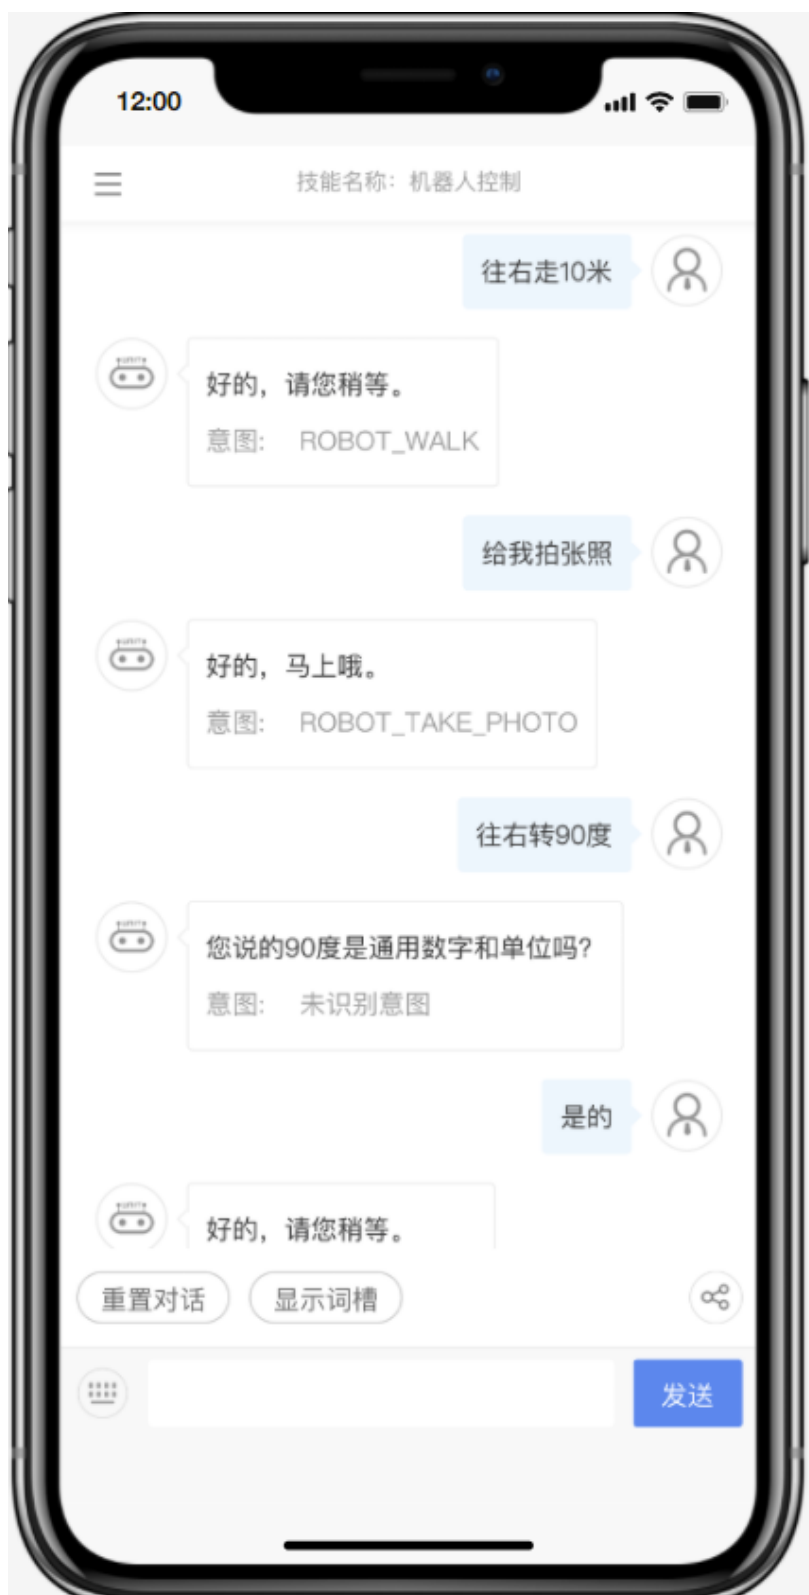 12:00
技能名称：机器人控制
往右走10米
好的，请您稍等。
意图： ROBOT_WALK
给我拍张照
好的，马上哦。
意图： ROBOT_TAKE_PHOTO
往右转90度
您说的90度是通用数字和单位吗?
意图： 未识别意图
是的
好的，请您稍等。
重置对话 显示词槽
发送